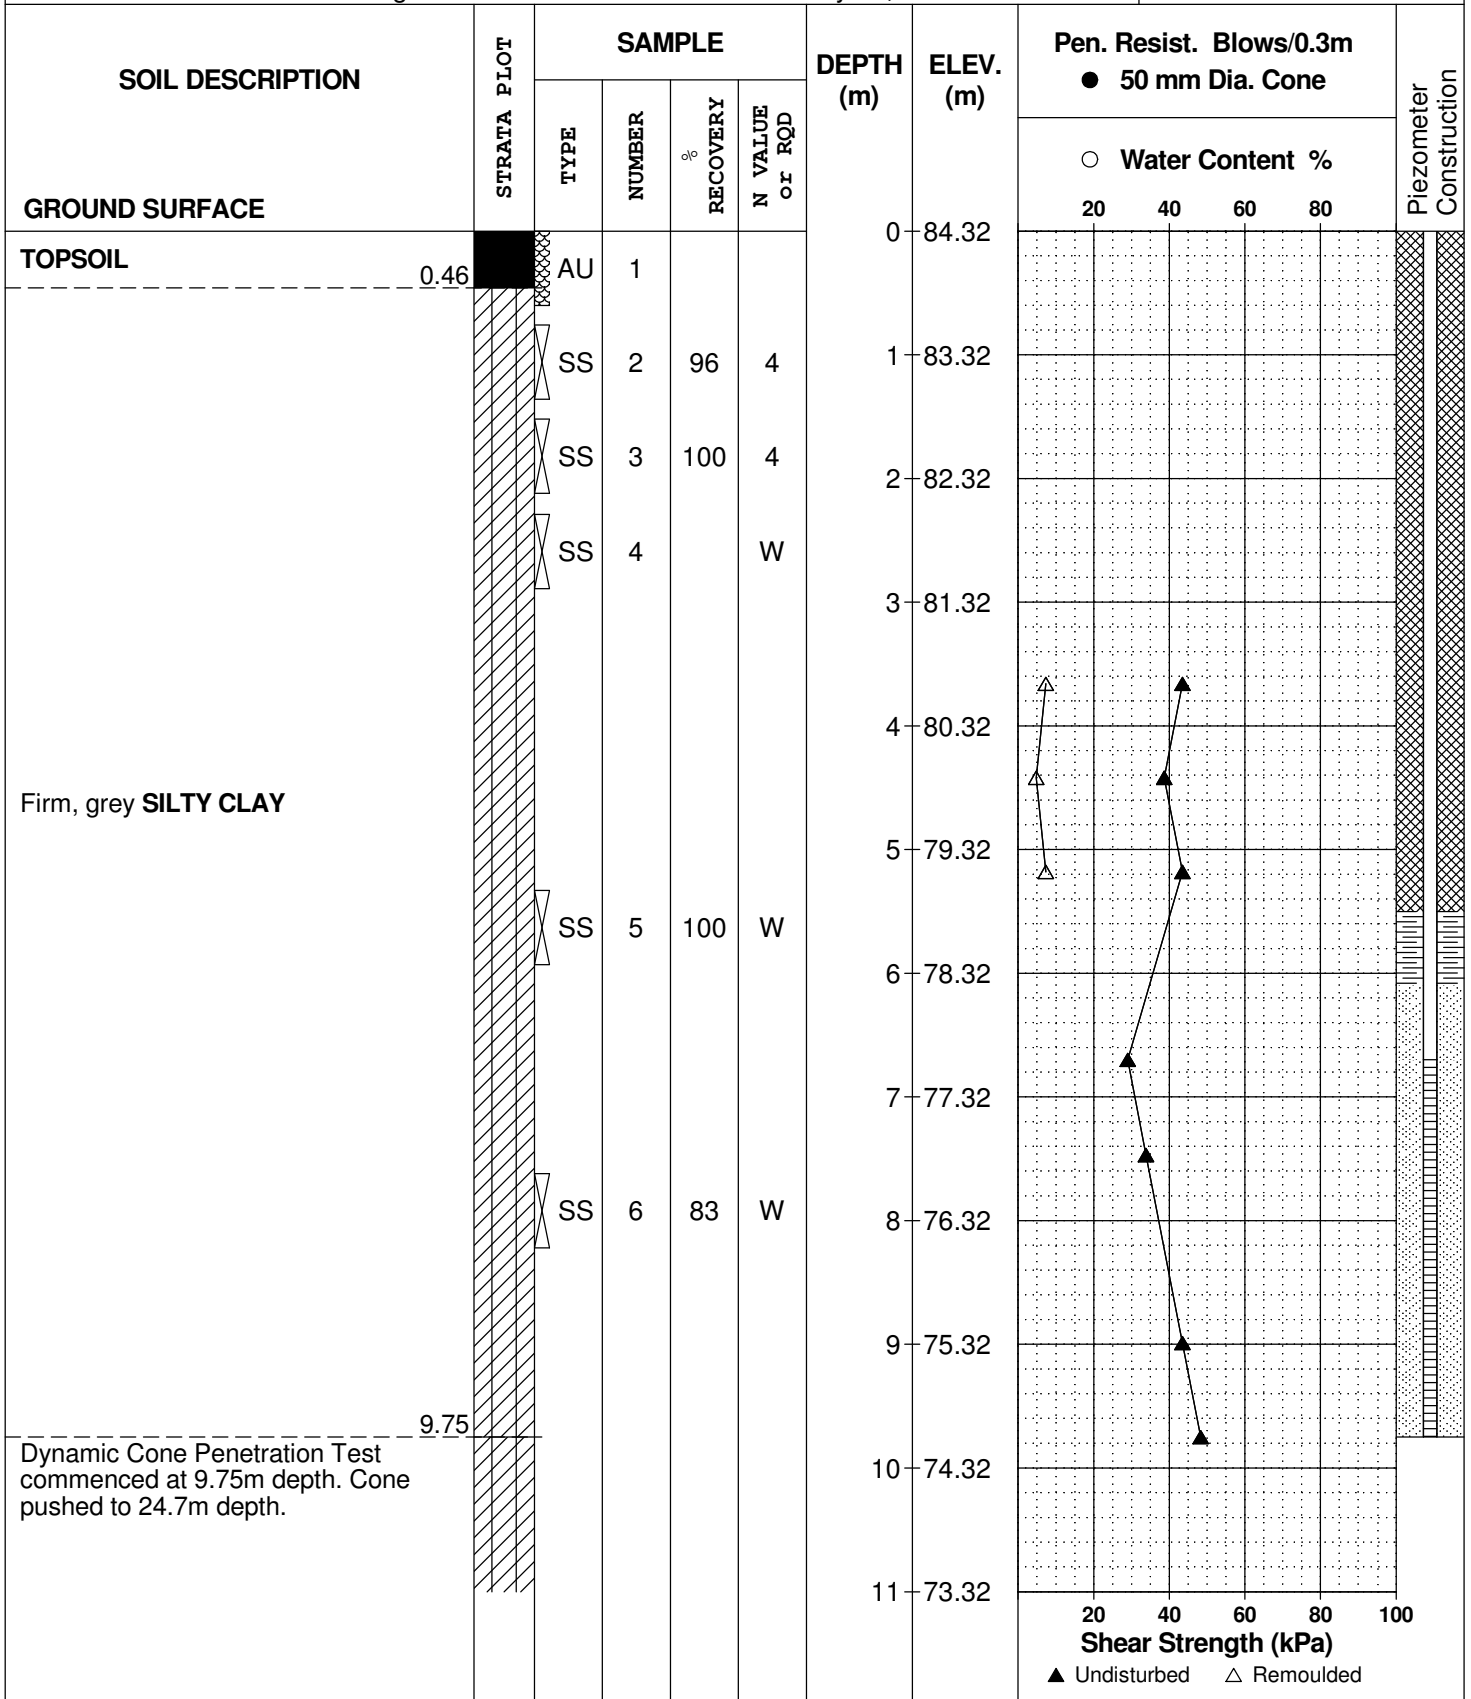 SOIL DESCRIPTION
GROUND SURFACE
STRATA PLOT
SAMPLE
TYPE
NUMBER
% RECOVERY
N VALUE or RQD
DEPTH (m)
ELEV. (m)
Pen. Resist. Blows/0.3m
● 50 mm Dia. Cone
○ Water Content %
20 40 60 80
Piezometer Construction
0 84.32
TOPSOIL
0.46
AU 1
SS 2 96 4
1 83.32
SS 3 100 4
2 82.32
SS 4 W
3 81.32
4 80.32
Firm, grey SILTY CLAY
5 79.32
SS 5 100 W
6 78.32
7 77.32
SS 6 83 W
8 76.32
9 75.32
9.75
Dynamic Cone Penetration Test
commenced at 9.75m depth. Cone
pushed to 24.7m depth.
10 74.32
11 73.32
20 40 60 80 100
Shear Strength (kPa)
▲ Undisturbed △ Remoulded